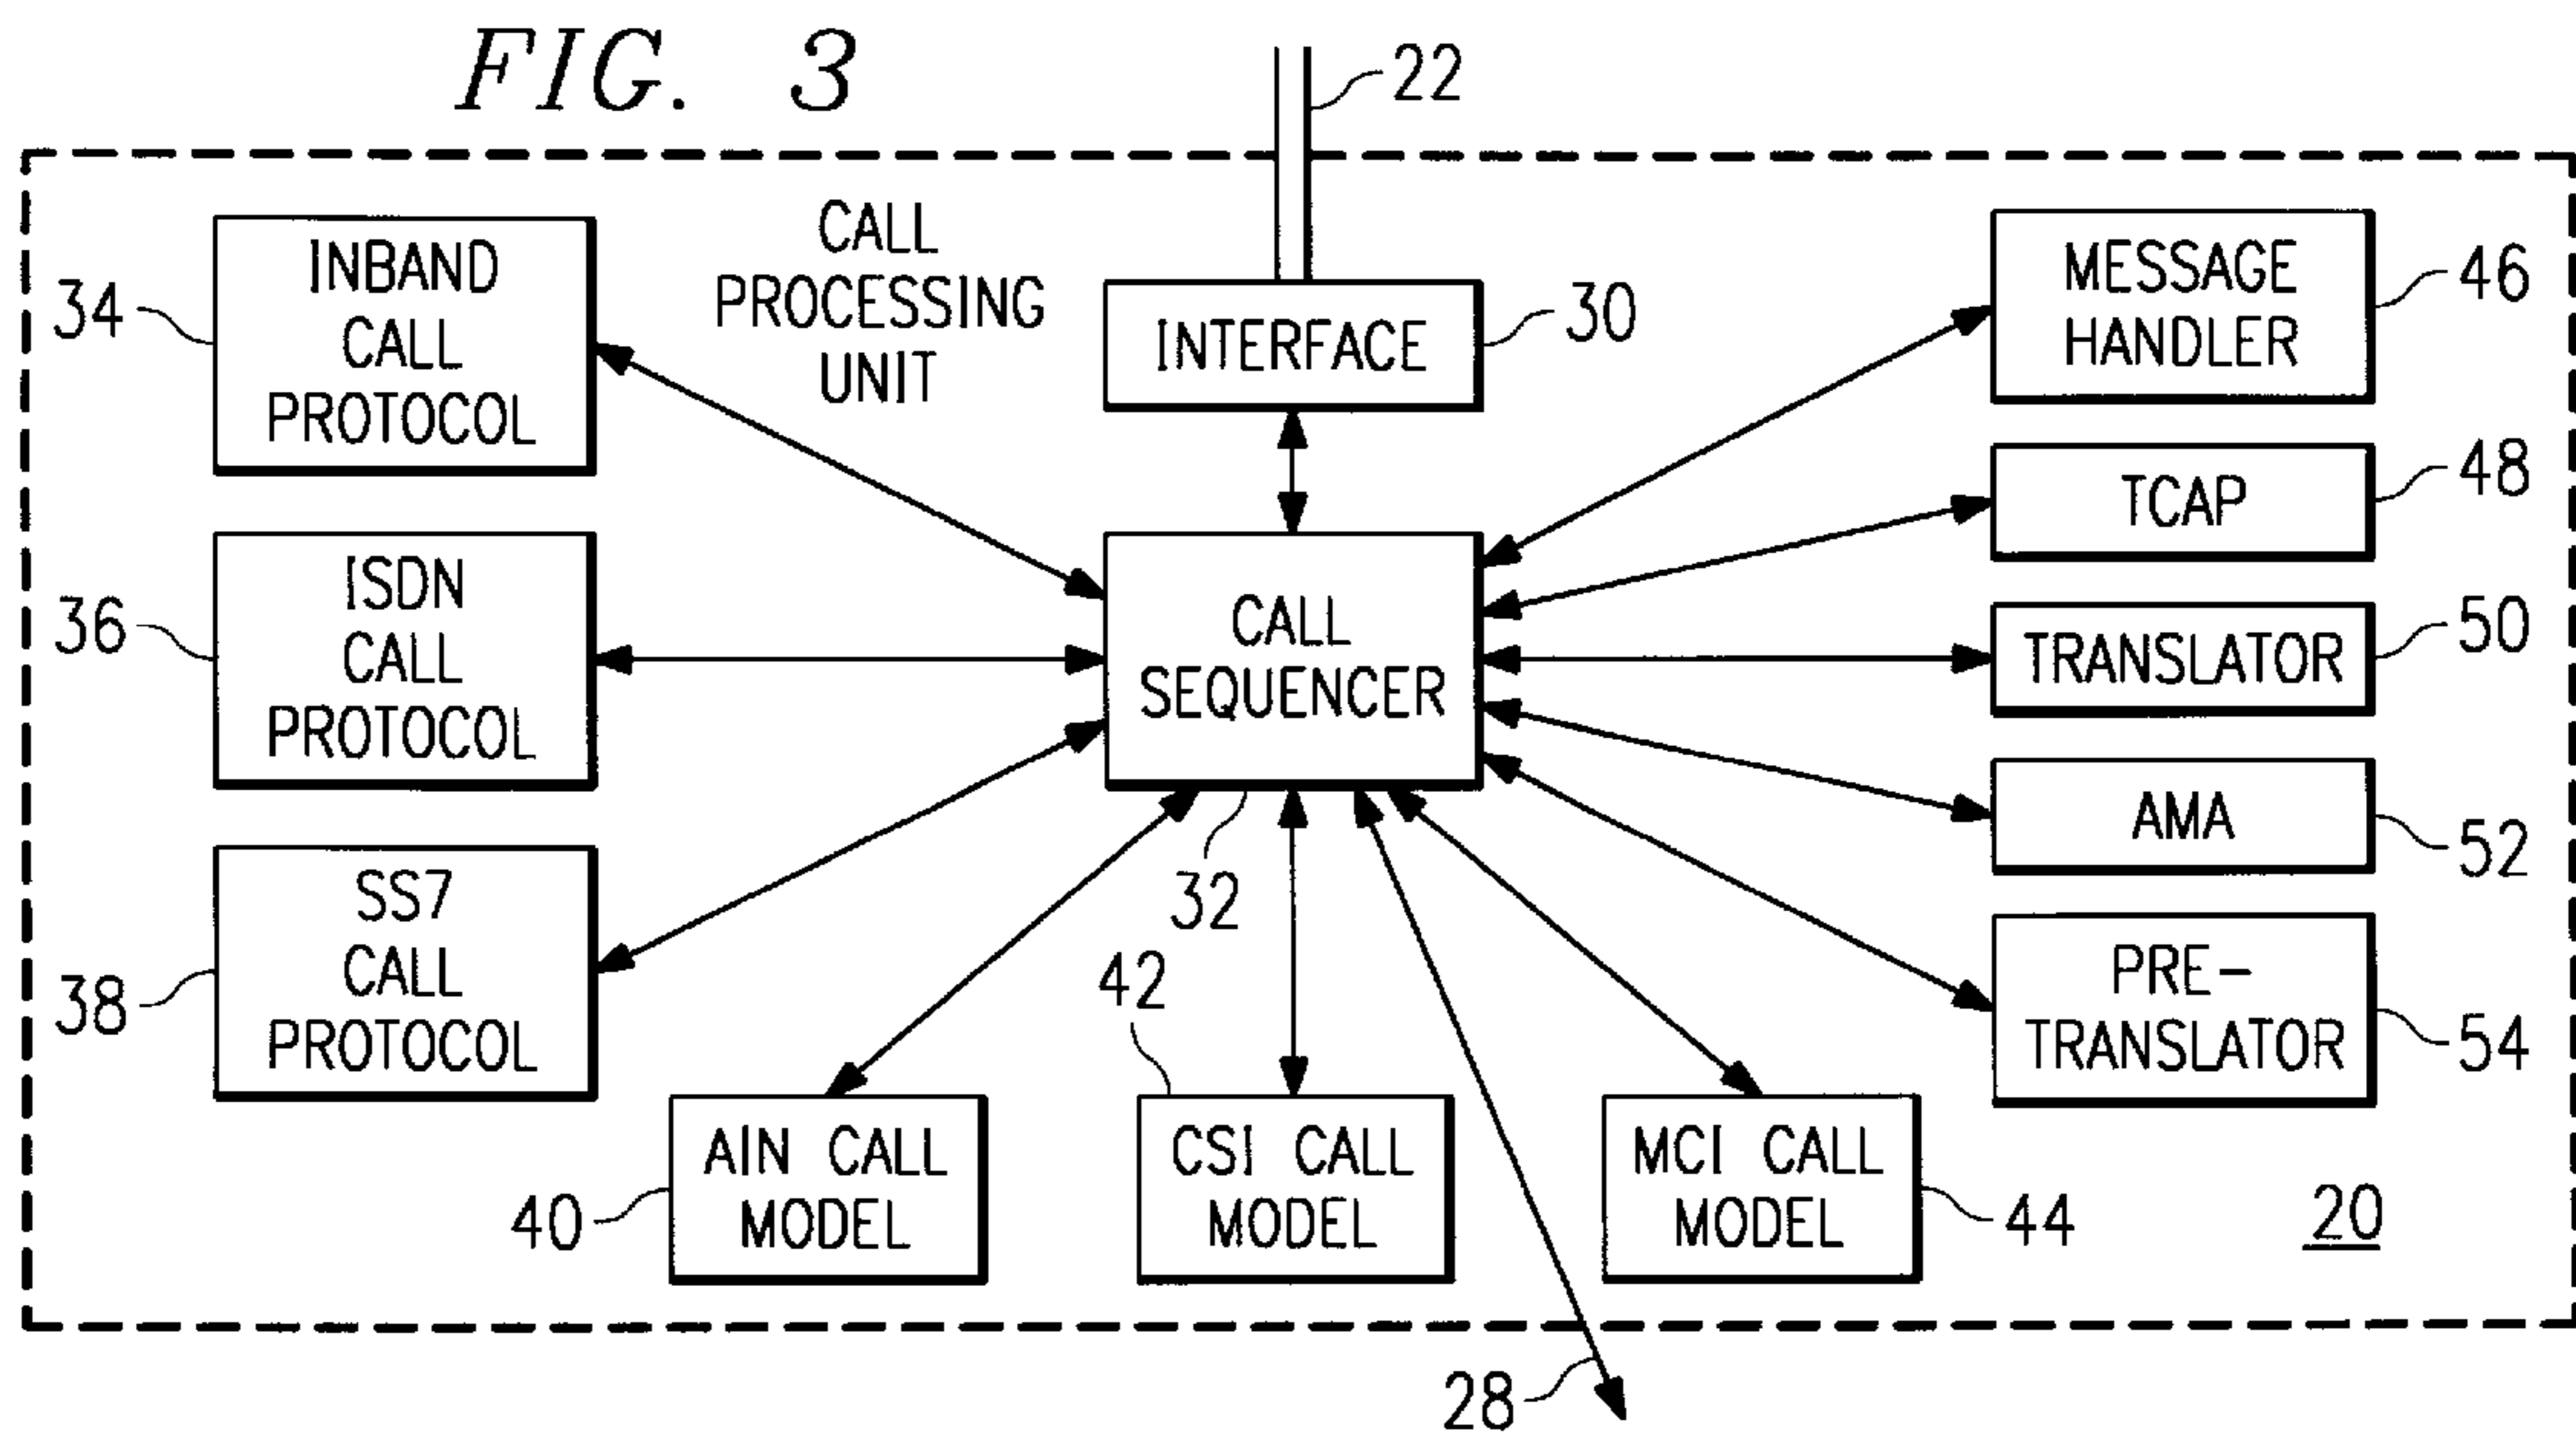 FIG. 3
22
CALL
PROCESSING
UNIT
INBAND
CALL
PROTOCOL
34
INTERFACE
30
MESSAGE
HANDLER
46
TCAP
48
ISDN
CALL
PROTOCOL
36
CALL
SEQUENCER
32
TRANSLATOR
50
AMA
52
SS7
CALL
PROTOCOL
38
PRE-
TRANSLATOR
54
AIN CALL
MODEL
40
42
CSI CALL
MODEL
MCI CALL
MODEL
44
20
28